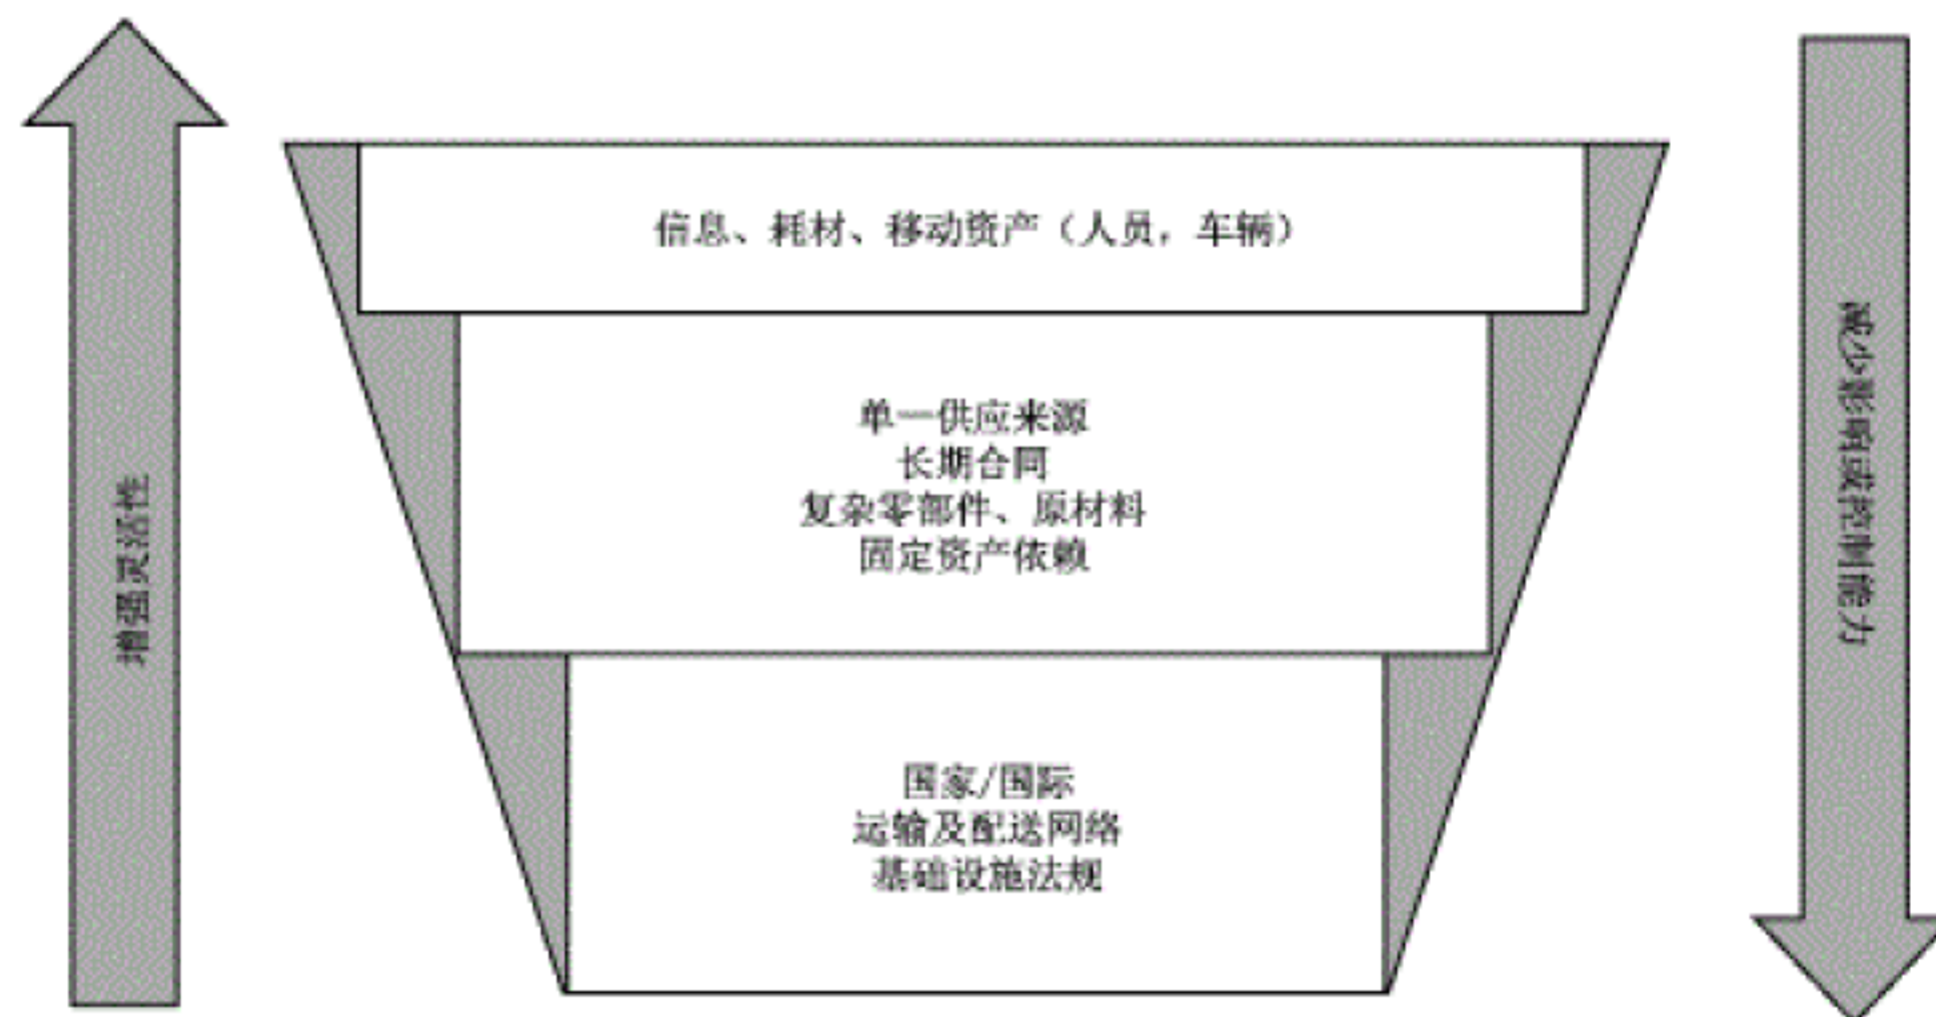 增强灵活性
信息、耗材、移动资产（人员，车辆）
单一供应来源
长期合同
复杂零部件、原材料
固定资产依赖
国家/国际
运输及配送网络
基础设施法规
减少影响或控制能力